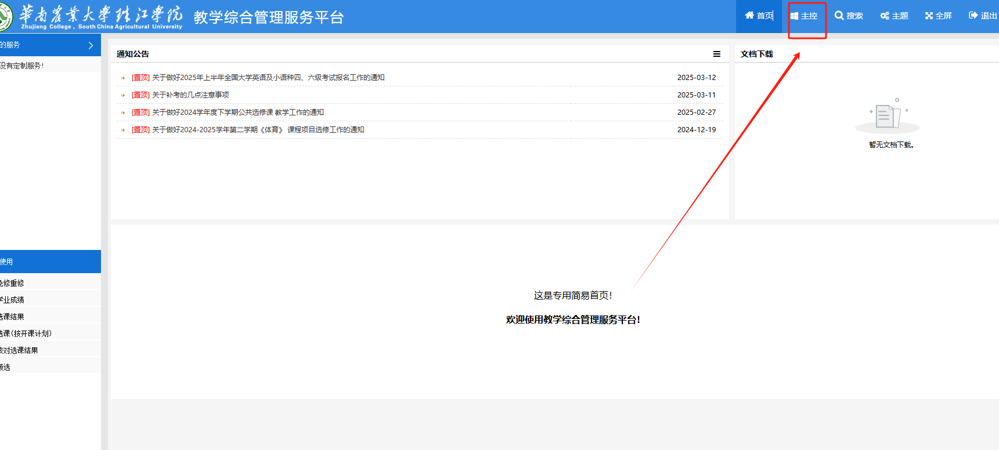 華南农業大學珠江學院
Zhujiang College, South China Agricultural University
教学综合管理服务平台
首页
主控
搜索
主题
全屏
退出
的服务
没有定制服务!
通知公告
[置顶] 关于做好2025年上半年全国大学英语及小语种四、六级考试报名工作的通知 2025-03-12
[置顶] 关于补考的几点注意事项 2025-03-11
[置顶] 关于做好2024学年度下学期公共选修课 教学工作的通知 2025-02-27
[置顶] 关于做好2024-2025学年第二学期《体育》 课程项目选修工作的通知 2024-12-19
文档下载
暂无文档下载。
使用
免修重修
学业成绩
选课结果
选课(按开课计划)
核对选课结果
预选
这是专用简易首页!
欢迎使用教学综合管理服务平台!